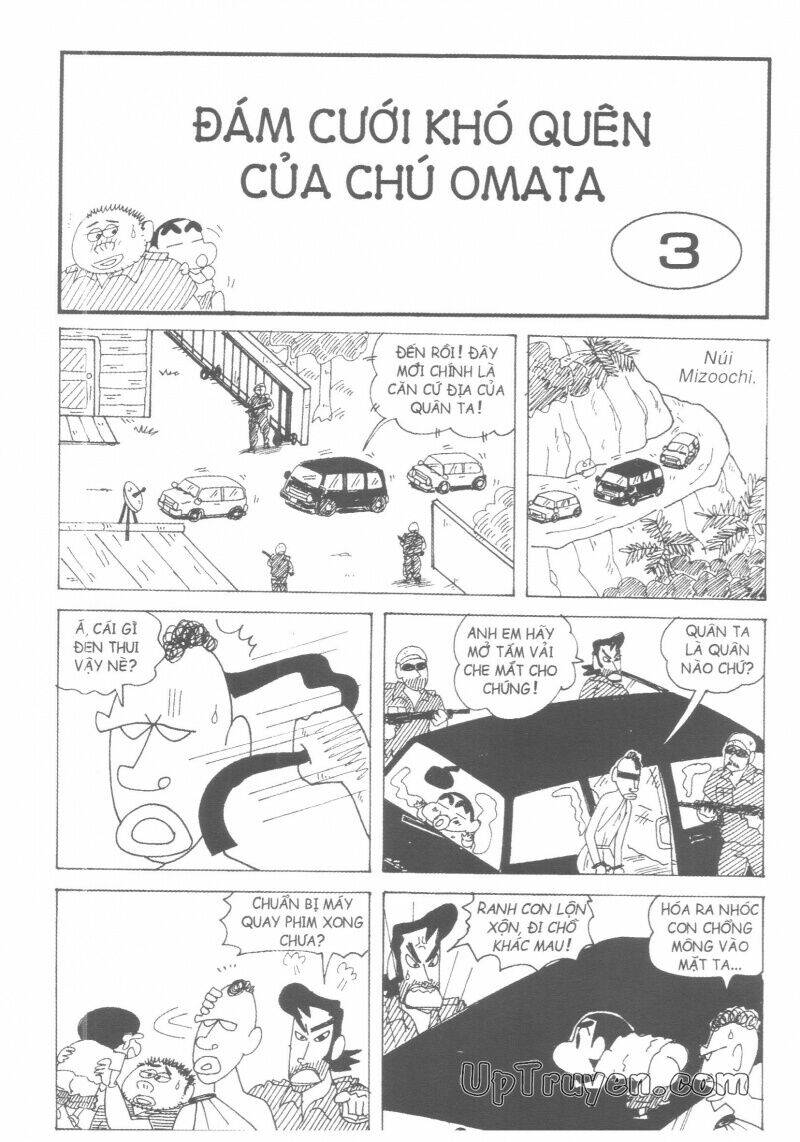 ĐÁM CƯỚI KHÓ QUÊN
CỦA CHÚ OMATA
3
Núi
Mizoochi.
ĐẾN RỒI! ĐÂY
MỚI CHÍNH LÀ
CĂN CỨ ĐỊA CỦA
QUÂN TA!
QUÂN TA
LÀ QUÂN
NÀO CHỨ?
ANH EM HÃY
MỞ TẤM VẢI
CHE MẮT CHO
CHÚNG!
Á, CÁI GÌ
ĐEN THUI
VẬY NÈ?
HÓA RA NHÓC
CON CHỔNG
MÔNG VÀO
MẶT TA...
RANH CON LỘN
XỘN, ĐI CHỖ
KHÁC MAU!
CHUẨN BỊ MÁY
QUAY PHIM XONG
CHƯA?
UpTruyen.com